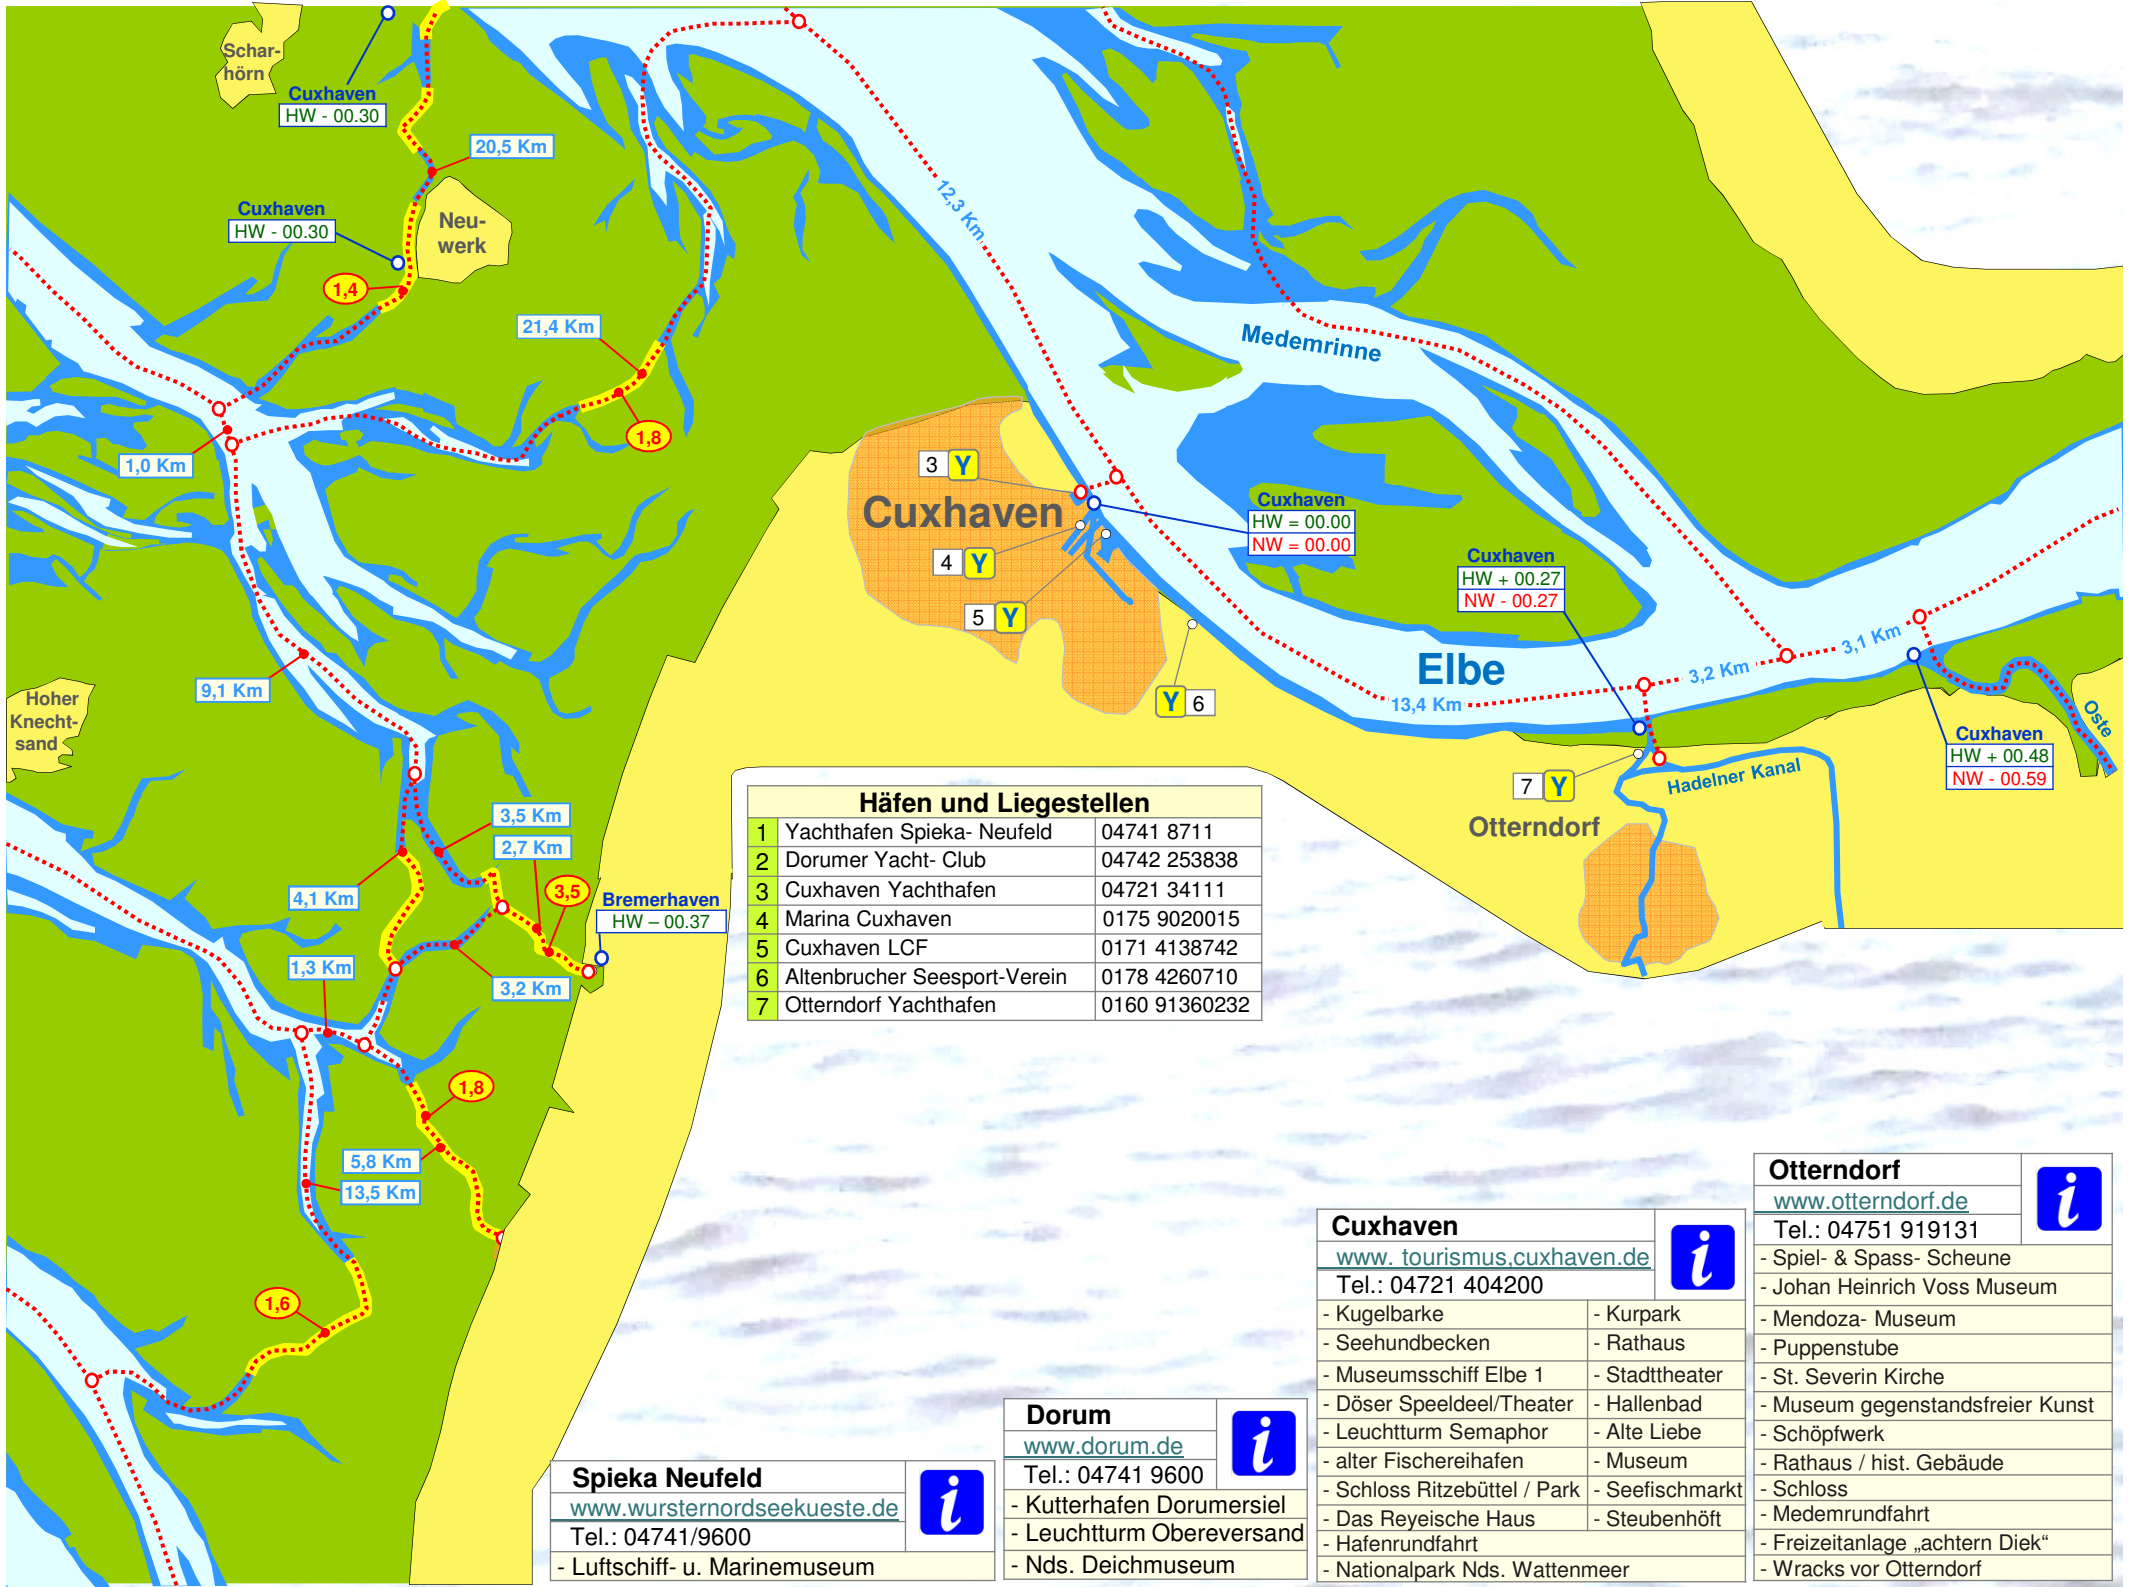 Schar-
hörn
Cuxhaven
HW - 00.30
20,5 Km
Cuxhaven
HW - 00.30
Neu-
werk
1,4
21,4 Km
1,8
1,0 Km
12,3 Km
Medemrinne
3 Y
Cuxhaven
4 Y
5 Y
Y 6
Cuxhaven
HW = 00.00
NW = 00.00
Cuxhaven
HW + 00.27
NW - 00.27
Elbe
13,4 Km
3,2 Km
3,1 Km
Oste
Cuxhaven
HW + 00.48
NW - 00.59
7 Y
Hadelner Kanal
Otterndorf
9,1 Km
Hoher
Knecht-
sand
3,5 Km
2,7 Km
3,5
4,1 Km
Bremerhaven
HW – 00.37
1,3 Km
3,2 Km
1,8
5,8 Km
13,5 Km
1,6
Häfen und Liegestellen
1 Yachthafen Spieka- Neufeld 04741 8711
2 Dorumer Yacht- Club 04742 253838
3 Cuxhaven Yachthafen 04721 34111
4 Marina Cuxhaven 0175 9020015
5 Cuxhaven LCF 0171 4138742
6 Altenbrucher Seesport-Verein 0178 4260710
7 Otterndorf Yachthafen 0160 91360232
Spieka Neufeld
i
www.wursternordseekueste.de
Tel.: 04741/9600
- Luftschiff- u. Marinemuseum
Dorum
i
www.dorum.de
Tel.: 04741 9600
- Kutterhafen Dorumersiel
- Leuchtturm Obereversand
- Nds. Deichmuseum
Cuxhaven
i
www. tourismus,cuxhaven.de
Tel.: 04721 404200
- Kugelbarke - Kurpark
- Seehundbecken - Rathaus
- Museumsschiff Elbe 1 - Stadttheater
- Döser Speeldeel/Theater - Hallenbad
- Leuchtturm Semaphor - Alte Liebe
- alter Fischereihafen - Museum
- Schloss Ritzebüttel / Park - Seefischmarkt
- Das Reyeische Haus - Steubenhöft
- Hafenrundfahrt
- Nationalpark Nds. Wattenmeer
Otterndorf
i
www.otterndorf.de
Tel.: 04751 919131
- Spiel- & Spass- Scheune
- Johan Heinrich Voss Museum
- Mendoza- Museum
- Puppenstube
- St. Severin Kirche
- Museum gegenstandsfreier Kunst
- Schöpfwerk
- Rathaus / hist. Gebäude
- Schloss
- Medemrundfahrt
- Freizeitanlage „achtern Diek“
- Wracks vor Otterndorf